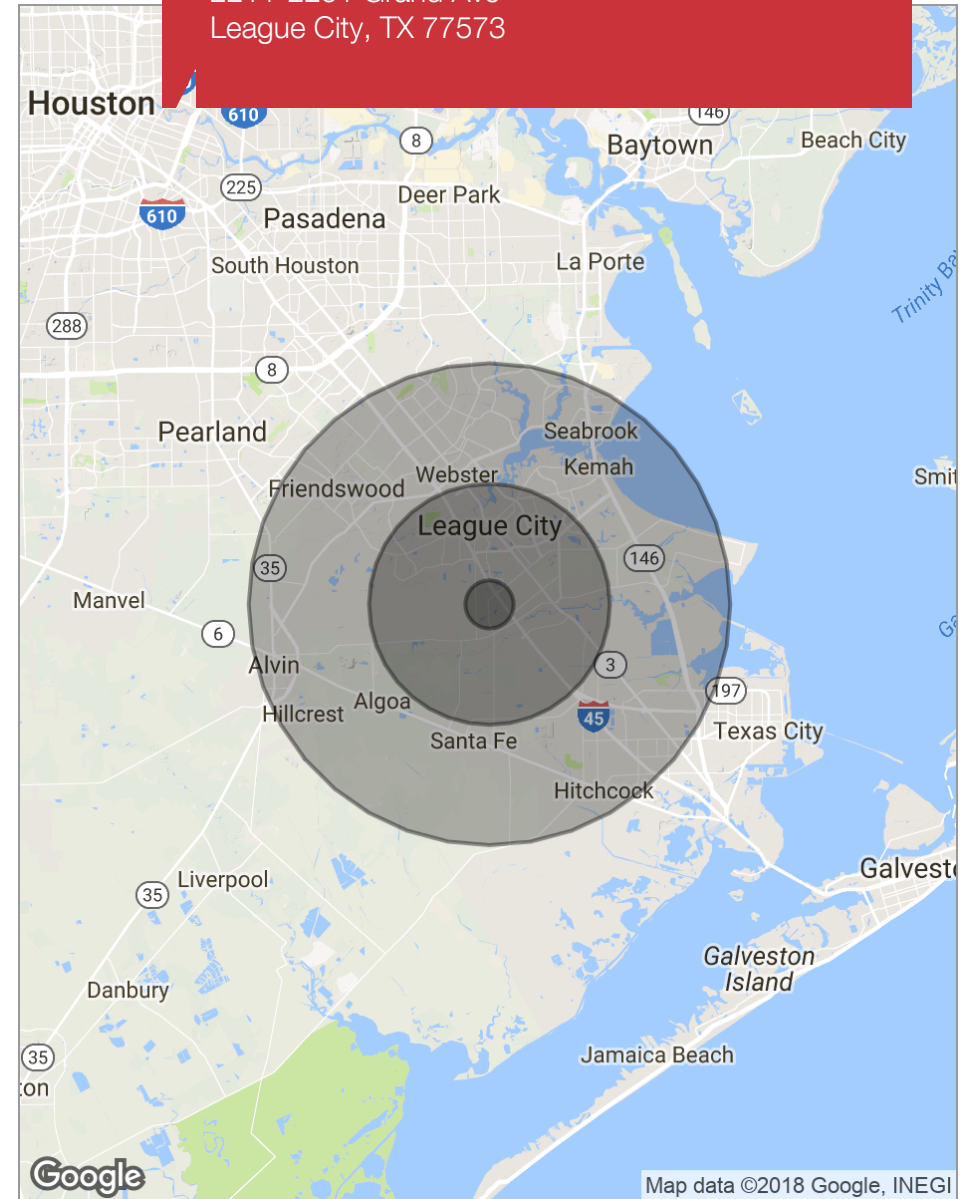 League City, TX 77573
Houston
610
8
146
Baytown
Beach City
225
Deer Park
610
Pasadena
South Houston
La Porte
Trinity Ba
288
8
Pearland
Seabrook
Webster
Kemah
Smit
Friendswood
League City
35
146
Manvel
6
Ga
Alvin
3
Algoa
197
Hillcrest
45
Texas City
Santa Fe
Hitchcock
Galvest
35
Liverpool
Galveston
Island
Danbury
35
Jamaica Beach
ton
Google
Map data ©2018 Google, INEGI